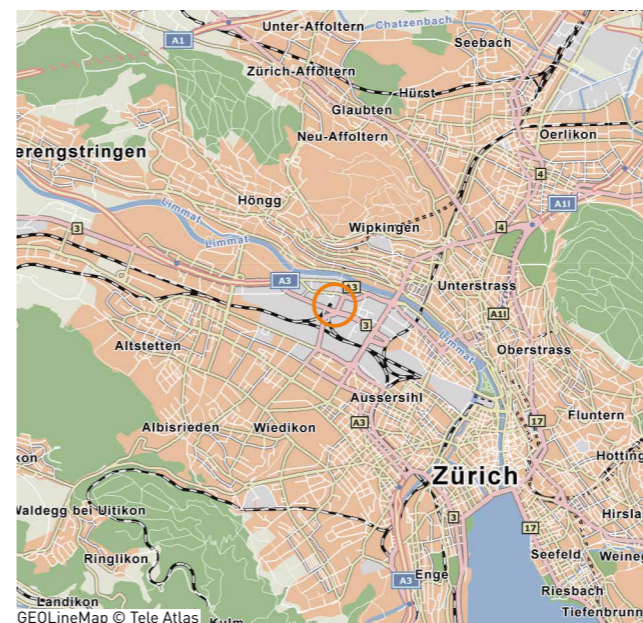 Unter-Affoltern
Chatzenbach
A1
Seebach
Zürich-Affoltern
Hürst
Glaubten
Neu-Affoltern
Oerlikon
erengstringen
4
Höngg
Limmat
A1l
Wipkingen
4
3
Limmat
A3
A3
Unterstrass
3
A1l
Altstetten
Limmat
Oberstrass
Aussersihl
Albisrieden
Wiedikon
A3
17
Fluntern
kon
Hotting
Zürich
Waldegg bei Uitikon
3
17
Hirsla
Ringlikon
Seefeld
Weineg
A3
Enge
Riesbach
Landikon
Tiefenbrunn
GEOLineMap © Tele Atlas
Kulm